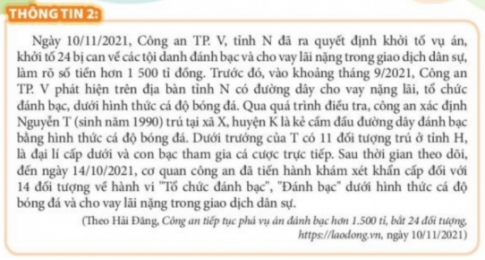 THÔNG TIN 2:
Ngày 10/11/2021, Công an TP. V, tỉnh N đã ra quyết định khởi tố vụ án,
khởi tố 24 bị can về các tội danh đánh bạc và cho vay lãi nặng trong giao dịch dân sự,
làm rõ số tiền hơn 1 500 tỉ đồng. Trước đó, vào khoảng tháng 9/2021, Công an
TP. V phát hiện trên địa bàn tỉnh N có đường dây cho vay nặng lãi, tổ chức
đánh bạc, dưới hình thức cá độ bóng đá. Qua quá trình điều tra, công an xác định
Nguyễn T (sinh năm 1990) trú tại xã X, huyện K là kẻ cầm đầu đường dây đánh bạc
bằng hình thức cá độ bóng đá. Dưới trướng của T có 11 đối tượng trú ở tỉnh H,
là đại lí cấp dưới và con bạc tham gia cá cược trực tiếp. Sau thời gian theo dõi,
đến ngày 14/10/2021, cơ quan công an đã tiến hành khám xét khẩn cấp đối với
14 đối tượng về hành vi "Tổ chức đánh bạc", "Đánh bạc" dưới hình thức cá độ
bóng đá và cho vay lãi nặng trong giao dịch dân sự.
(Theo Hải Đăng, Công an tiếp tục phá vụ án đánh bạc hơn 1.500 tỉ, bắt 24 đối tượng,
https://laodong.vn, ngày 10/11/2021)